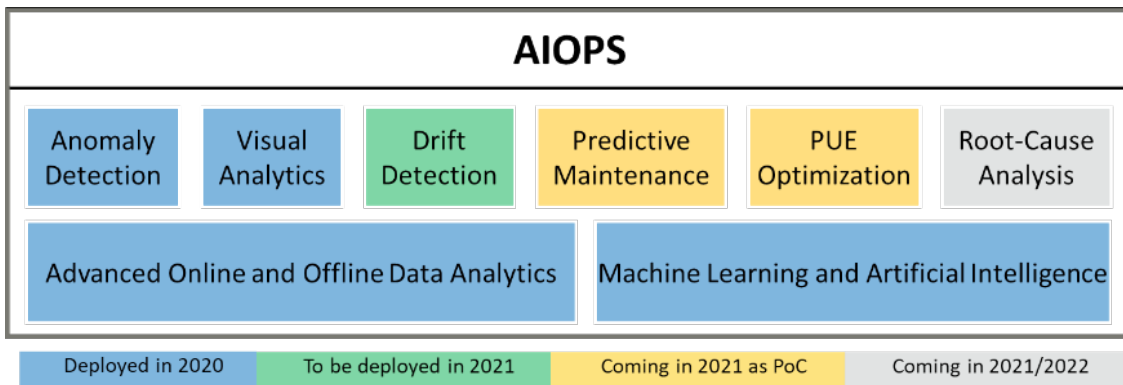 AIOPS
Anomaly
Detection
Visual
Analytics
Drift
Detection
Predictive
Maintenance
PUE
Optimization
Root-Cause
Analysis
Advanced Online and Offline Data Analytics
Machine Learning and Artificial Intelligence
Deployed in 2020
To be deployed in 2021
Coming in 2021 as PoC
Coming in 2021/2022